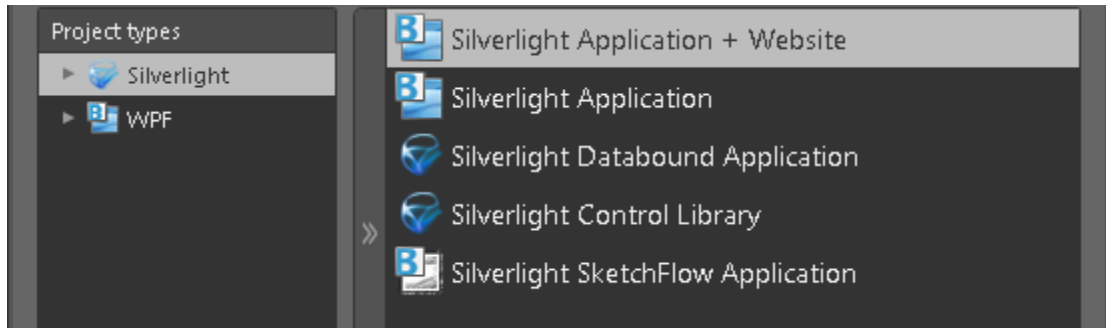 Project types
Silverlight
WPF
Silverlight Application + Website
Silverlight Application
Silverlight Databound Application
Silverlight Control Library
Silverlight SketchFlow Application